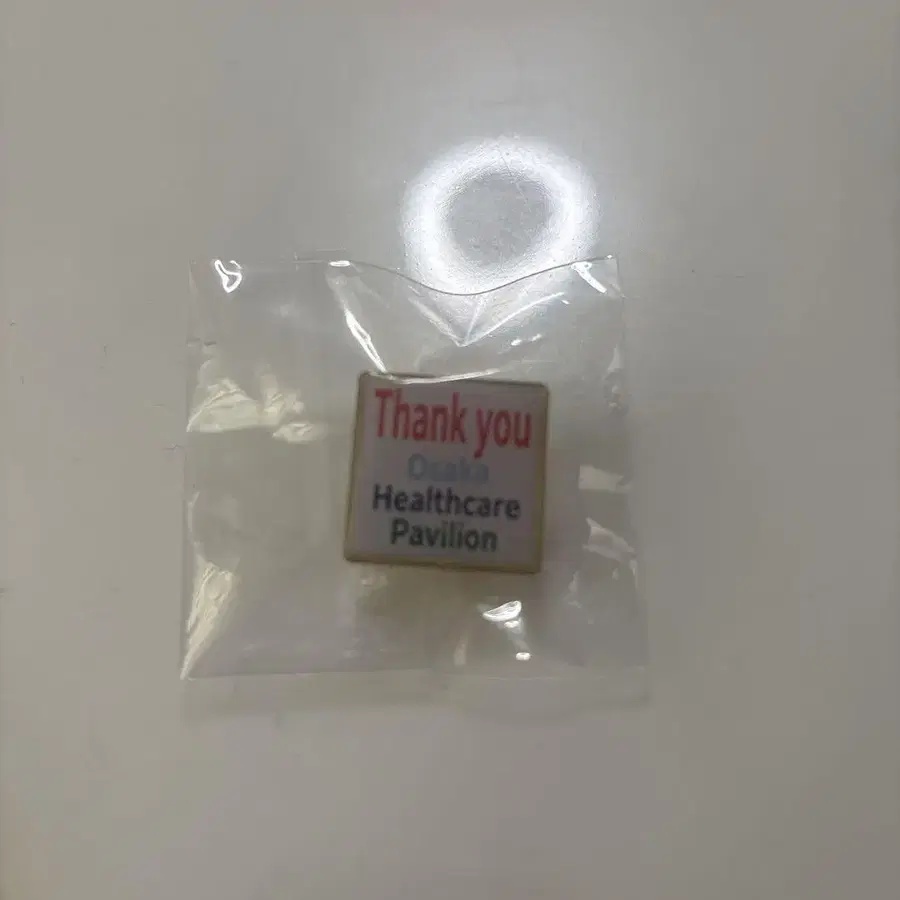 Thank you
Osaka
Healthcare
Pavilion